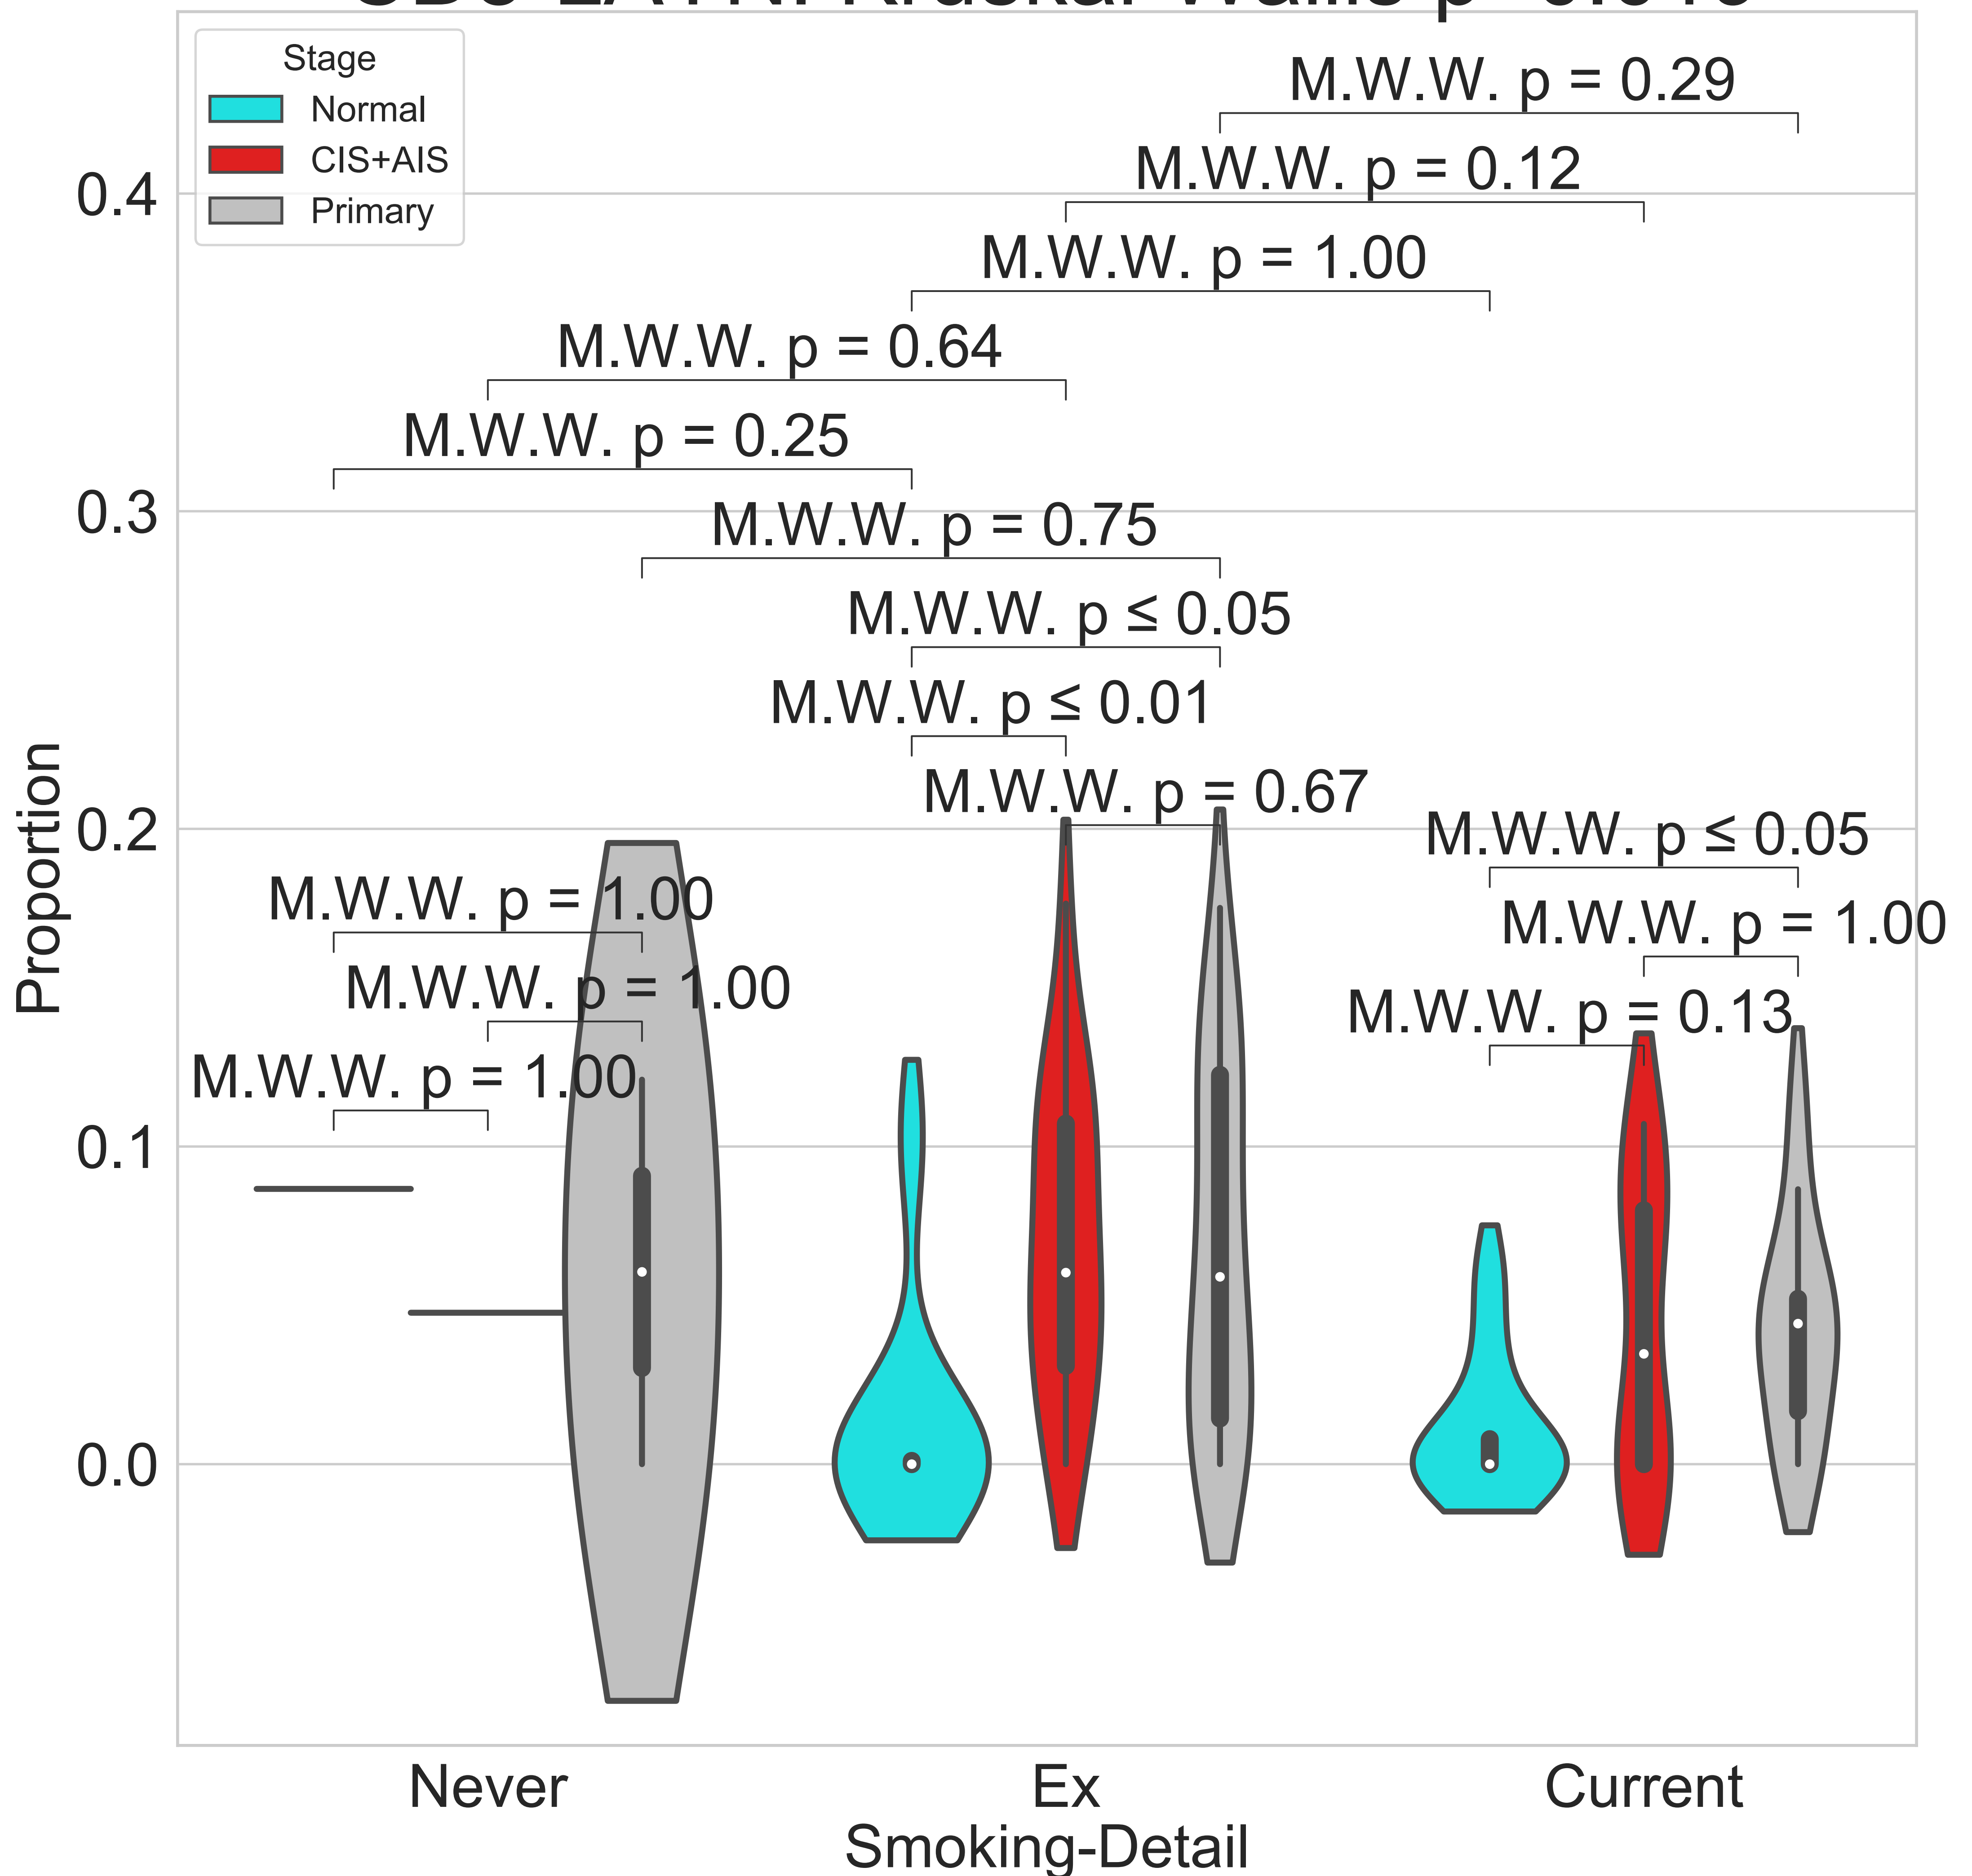 Stage
Normal
CIS+AIS
Primary
M.W.W. p = 0.29
M.W.W. p = 0.12
M.W.W. p = 1.00
M.W.W. p = 0.64
M.W.W. p = 0.25
M.W.W. p = 0.75
M.W.W. p ≤ 0.05
M.W.W. p ≤ 0.01
M.W.W. p = 0.67
M.W.W. p ≤ 0.05
M.W.W. p = 1.00
M.W.W. p = 1.00
M.W.W. p = 1.00
M.W.W. p = 0.13
M.W.W. p = 1.00
0.4
0.3
0.2
0.1
0.0
Proportion
Never Ex Current
Smoking-Detail